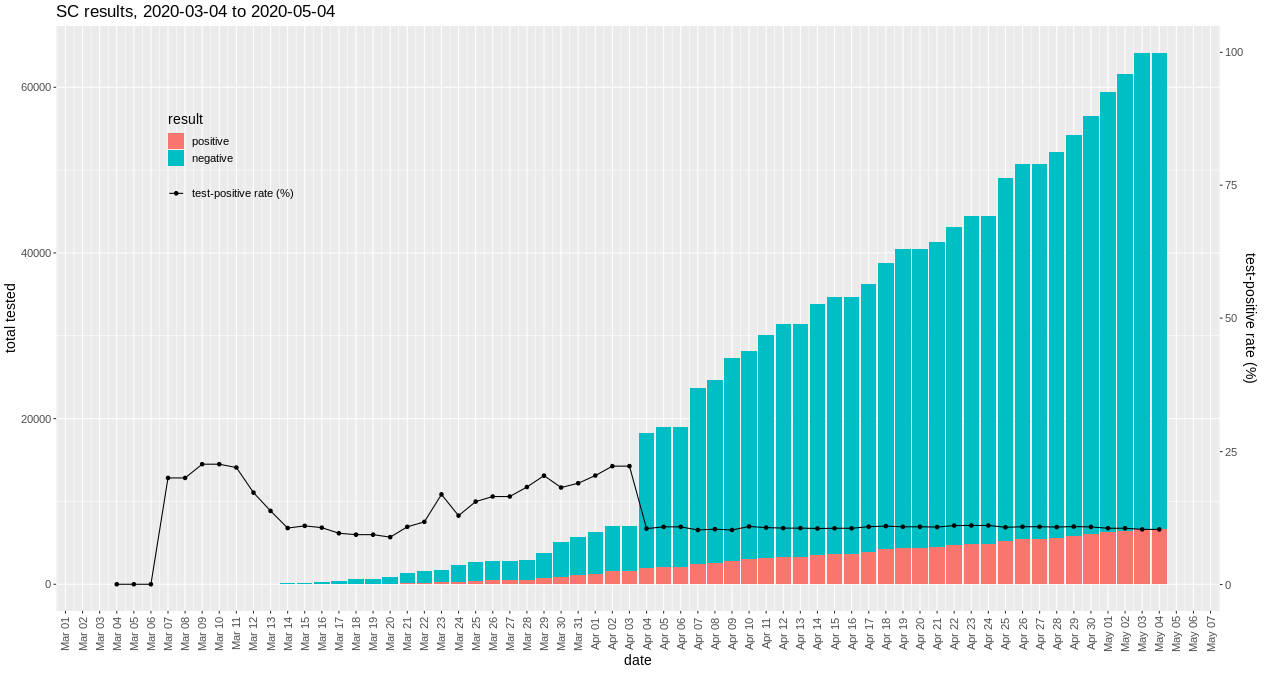 SC results, 2020-03-04 to 2020-05-04
total tested
60000
40000
20000
0
result
positive
negative
test-positive rate (%)
100
75
50
25
0
test-positive rate (%)
Mar 01
Mar 02
Mar 03
Mar 04
Mar 05
Mar 06
Mar 07
Mar 08
Mar 09
Mar 10
Mar 11
Mar 12
Mar 13
Mar 14
Mar 15
Mar 16
Mar 17
Mar 18
Mar 19
Mar 20
Mar 21
Mar 22
Mar 23
Mar 24
Mar 25
Mar 26
Mar 27
Mar 28
Mar 29
Mar 30
Mar 31
Apr 01
Apr 02
Apr 03
Apr 04
Apr 05
Apr 06
Apr 07
Apr 08
Apr 09
Apr 10
Apr 11
Apr 12
Apr 13
Apr 14
Apr 15
Apr 16
Apr 17
Apr 18
Apr 19
Apr 20
Apr 21
Apr 22
Apr 23
Apr 24
Apr 25
Apr 26
Apr 27
Apr 28
Apr 29
Apr 30
May 01
May 02
May 03
May 04
May 05
May 06
May 07
date